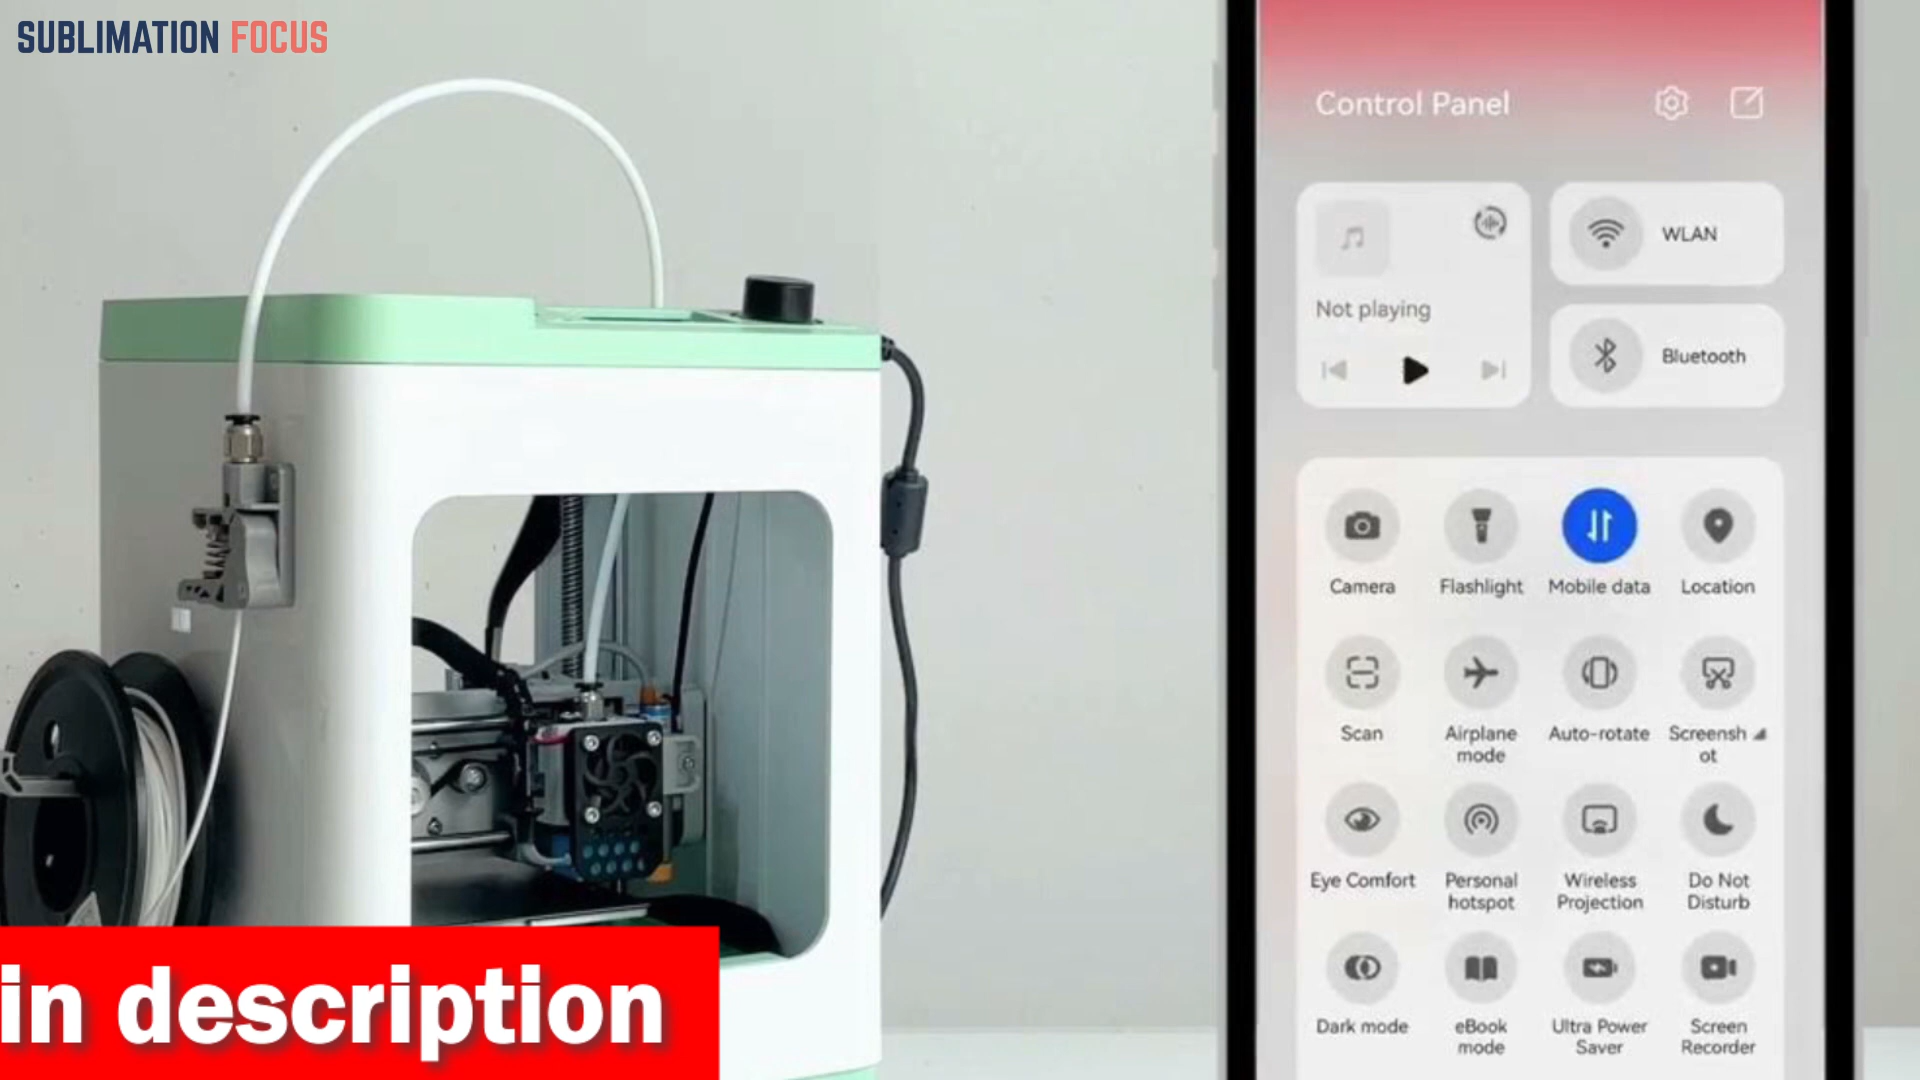 SUBLIMATION FOCUS
Control Panel
WLAN
Not playing
Bluetooth
Camera Flashlight Mobile data Location
Scan Airplane mode Auto-rotate Screensh
ot
Eye Comfort Personal hotspot Wireless Projection Do Not Disturb
Dark mode eBook mode Ultra Power Saver Screen Recorder
in description